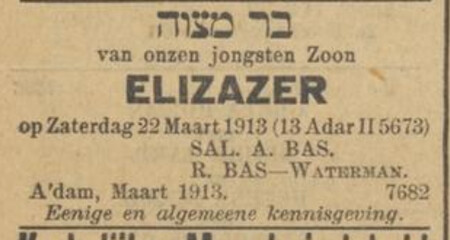 בר מצוה
van onzen jongsten Zoon
ELIZAZER
op Zaterdag 22 Maart 1913 (13 Adar II 5673)
SAL. A. BAS.
R. BAS—WATERMAN.
A'dam, Maart 1913. 7682
Eenige en algemeene kennisgeving.